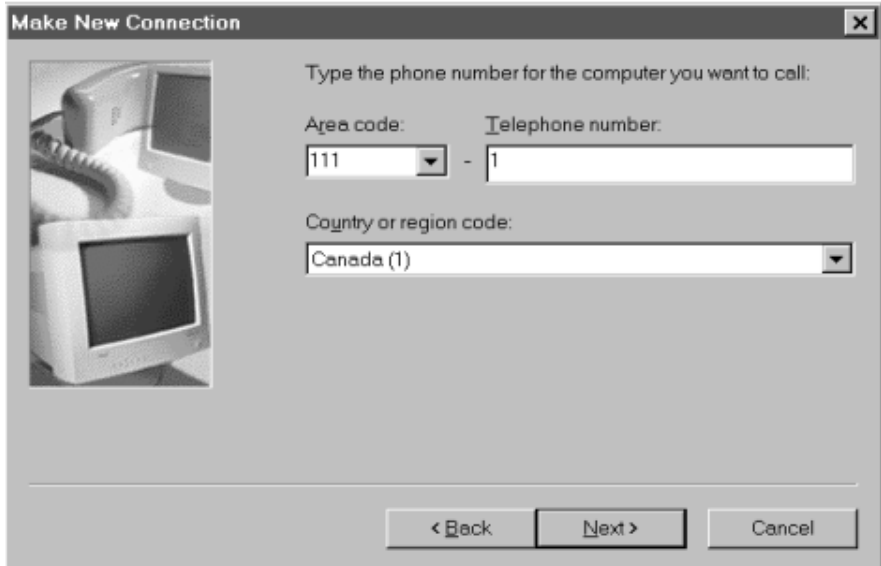 Make New Connection
Type the phone number for the computer you want to call:
Area code: Telephone number:
111 - 1
Country or region code:
Canada (1)
< Back Next > Cancel